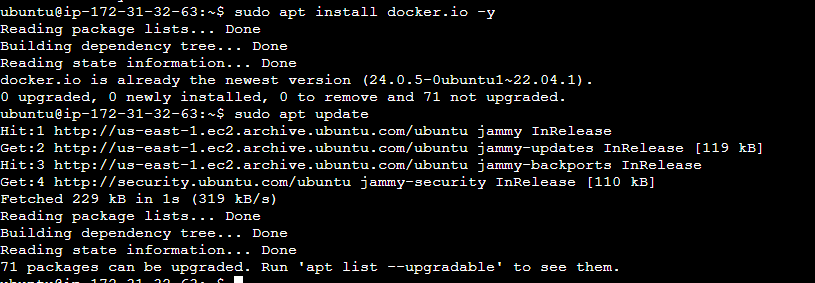 ubuntu@ip-172-31-32-63:~$ sudo apt install docker.io -y
Reading package lists... Done
Building dependency tree... Done
Reading state information... Done
docker.io is already the newest version (24.0.5-0ubuntu1~22.04.1).
0 upgraded, 0 newly installed, 0 to remove and 71 not upgraded.
ubuntu@ip-172-31-32-63:~$ sudo apt update
Hit:1 http://us-east-1.ec2.archive.ubuntu.com/ubuntu jammy InRelease
Get:2 http://us-east-1.ec2.archive.ubuntu.com/ubuntu jammy-updates InRelease [119 kB]
Hit:3 http://us-east-1.ec2.archive.ubuntu.com/ubuntu jammy-backports InRelease
Get:4 http://security.ubuntu.com/ubuntu jammy-security InRelease [110 kB]
Fetched 229 kB in 1s (319 kB/s)
Reading package lists... Done
Building dependency tree... Done
Reading state information... Done
71 packages can be upgraded. Run 'apt list --upgradable' to see them.
ubuntu@ip-172-31-32-63:~$